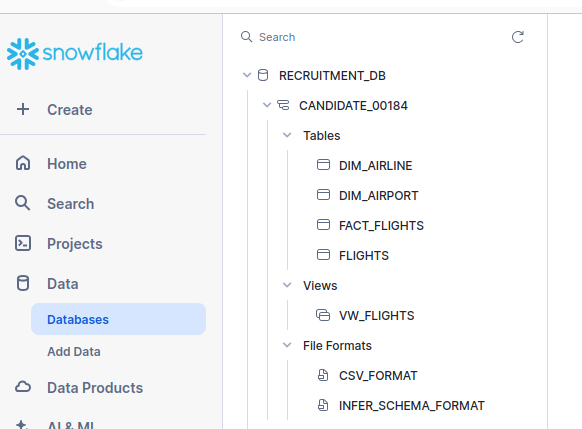 snowflake
Create
Home
Search
Projects
Data
Databases
Add Data
Data Products
AI & ML
Search
RECRUITMENT_DB
CANDIDATE_00184
Tables
DIM_AIRLINE
DIM_AIRPORT
FACT_FLIGHTS
FLIGHTS
Views
VW_FLIGHTS
File Formats
CSV_FORMAT
INFER_SCHEMA_FORMAT